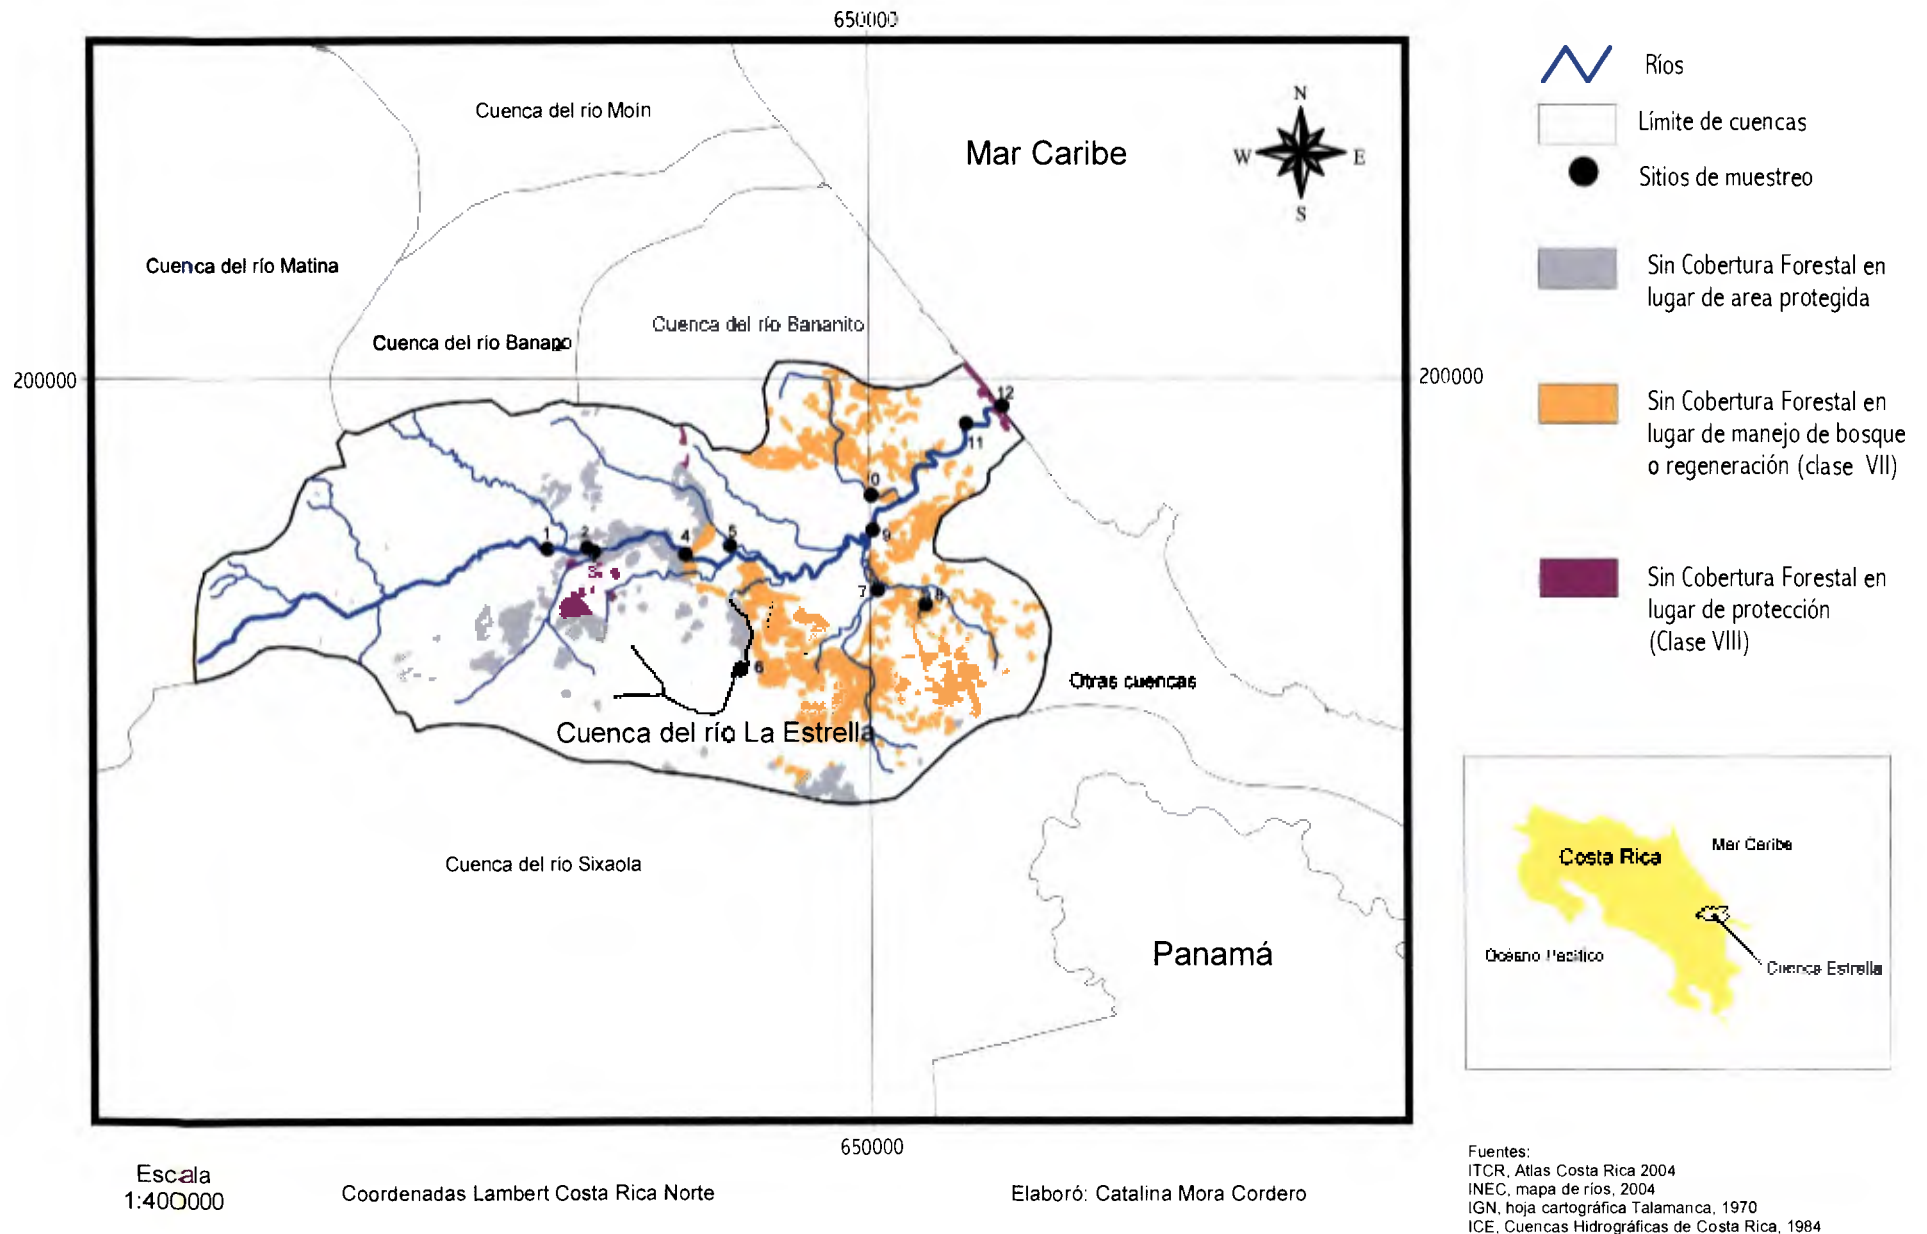 650000
Cuenca del río Moin
Mar Caribe
N
W
E
S
Cuenca del río Matina
Cuenca del río Bananito
Cuenca del río Banano
200000
200000
12
11
10
9
1
2
3
4
5
6
7
8
Otras cuencas
Cuenca del río La Estrella
Cuenca del río Sixaola
Panamá
650000
Escala
1:400000
Coordenadas Lambert Costa Rica Norte
Elaboró: Catalina Mora Cordero
Ríos
Límite de cuencas
Sitios de muestreo
Sin Cobertura Forestal en
lugar de area protegida
Sin Cobertura Forestal en
lugar de manejo de bosque
o regeneración (clase VII)
Sin Cobertura Forestal en
lugar de protección
(Clase VIII)
Costa Rica
Mar Caribe
Océano Pacífico
Cuenca Estrella
Fuentes:
ITCR, Atlas Costa Rica 2004
INEC, mapa de ríos, 2004
IGN, hoja cartográfica Talamanca, 1970
ICE, Cuencas Hidrográficas de Costa Rica, 1984